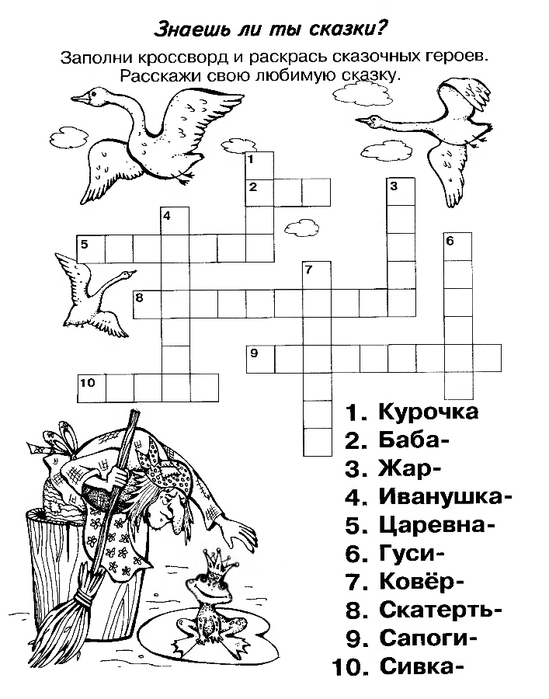 Знаешь ли ты сказки?
Заполни кроссворд и раскрась сказочных героев.
Расскажи свою любимую сказку.
1
2
3
4
5
6
7
8
9
10
1. Курочка
2. Баба-
3. Жар-
4. Иванушка-
5. Царевна-
6. Гуси-
7. Ковёр-
8. Скатерть-
9. Сапоги-
10. Сивка-